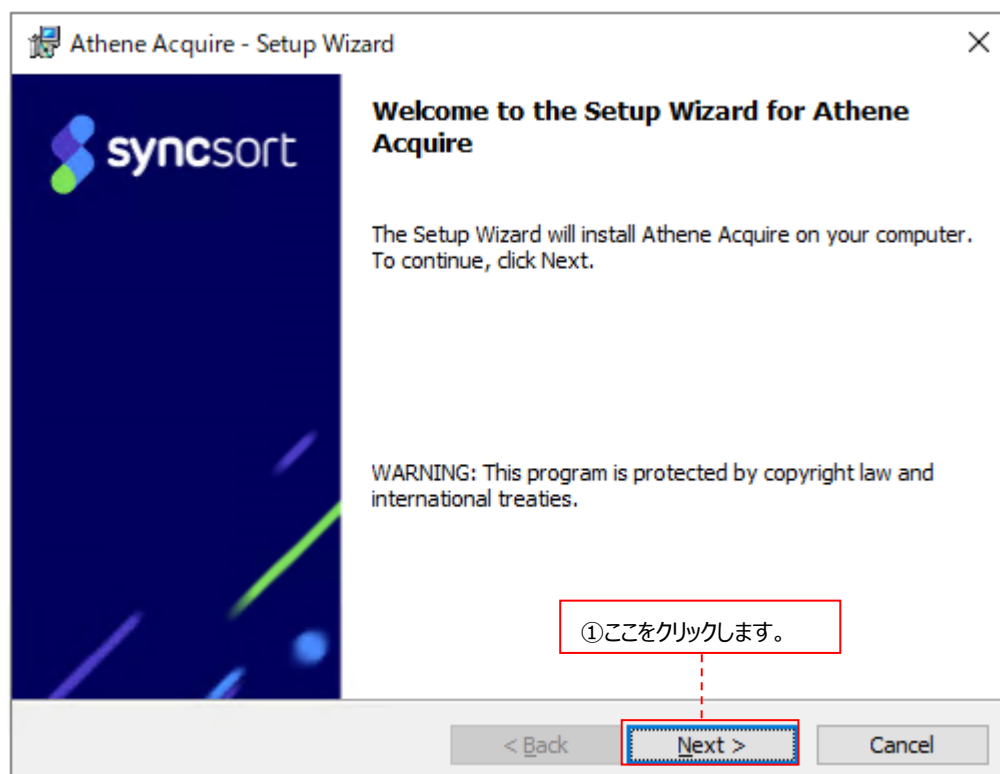 Athene Acquire - Setup Wizard
syncsort
Welcome to the Setup Wizard for Athene
Acquire
The Setup Wizard will install Athene Acquire on your computer.
To continue, click Next.
WARNING: This program is protected by copyright law and
international treaties.
①ここをクリックします。
< Back
Next >
Cancel